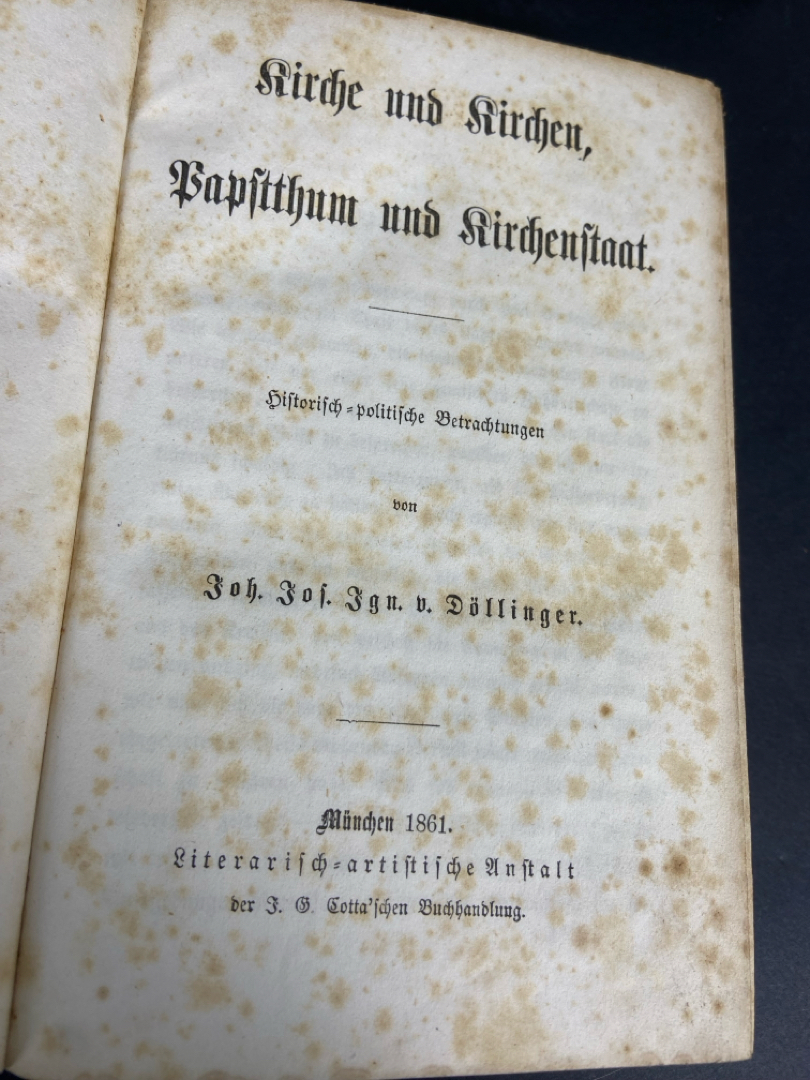 Kirche und Kirchen,
Papstthum und Kirchenstaat.
Historisch-politische Betrachtungen
von
Joh. Jos. Ign. v. Döllinger.
München 1861.
Literarisch-artistische Anstalt
der J. G. Cotta'schen Buchhandlung.